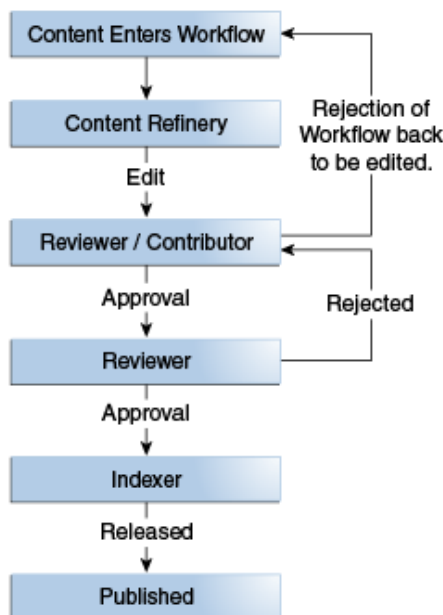 Content Enters Workflow
Rejection of
Workflow back
to be edited.
Content Refinery
Edit
Reviewer / Contributor
Approval
Rejected
Reviewer
Approval
Indexer
Released
Published